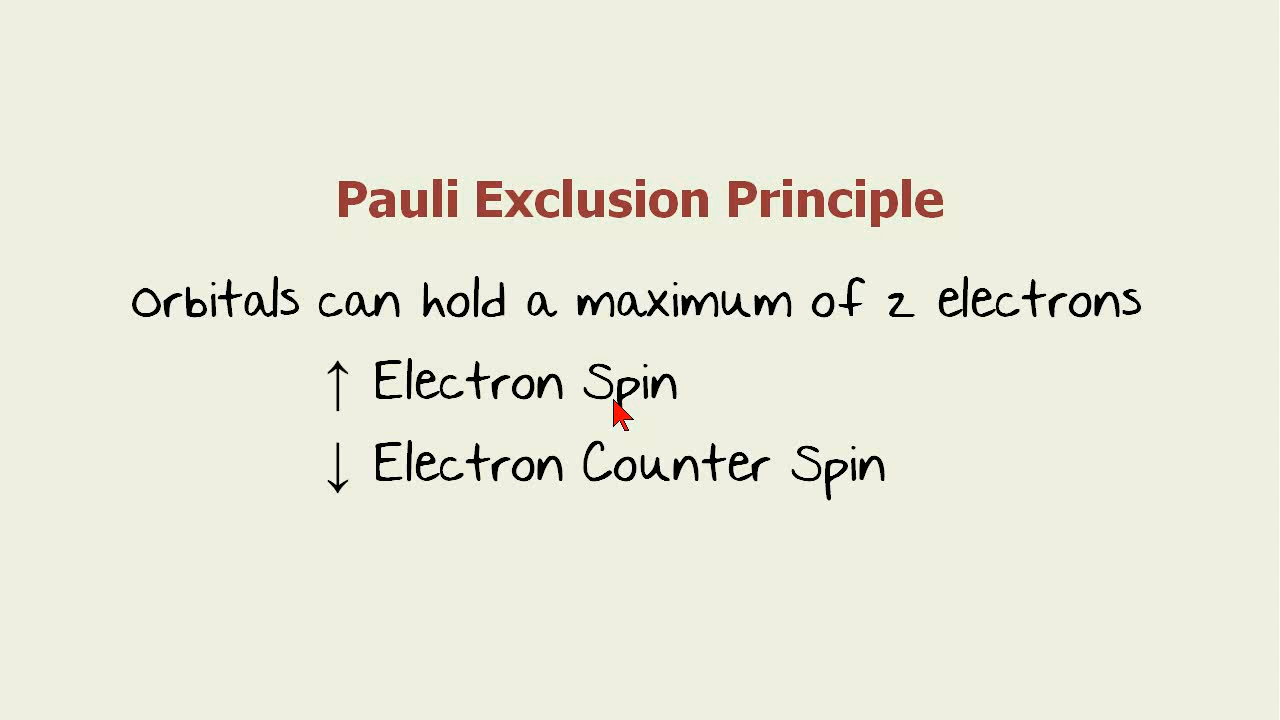 Pauli Exclusion Principle
Orbitals can hold a maximum of 2 electrons
↑ Electron Spin
↓ Electron Counter Spin